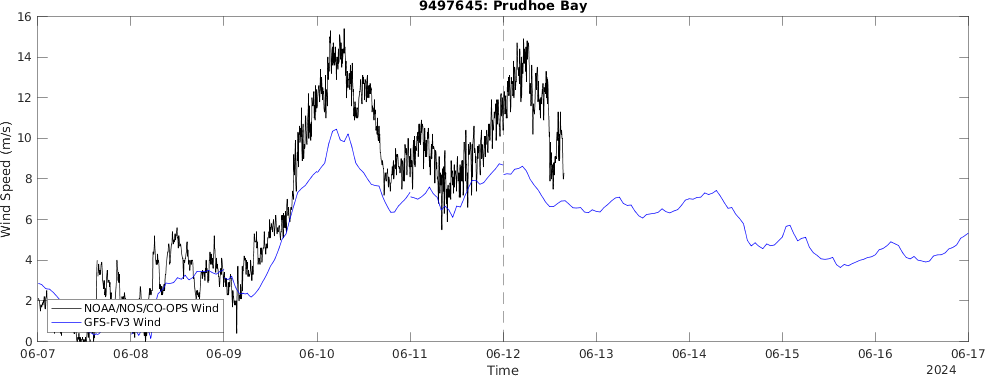 9497645: Prudhoe Bay
Wind Speed (m/s)
16
14
12
10
8
6
4
2
0
NOAA/NOS/CO-OPS Wind
GFS-FV3 Wind
06-07 06-08 06-09 06-10 06-11 06-12 06-13 06-14 06-15 06-16 06-17
Time
2024